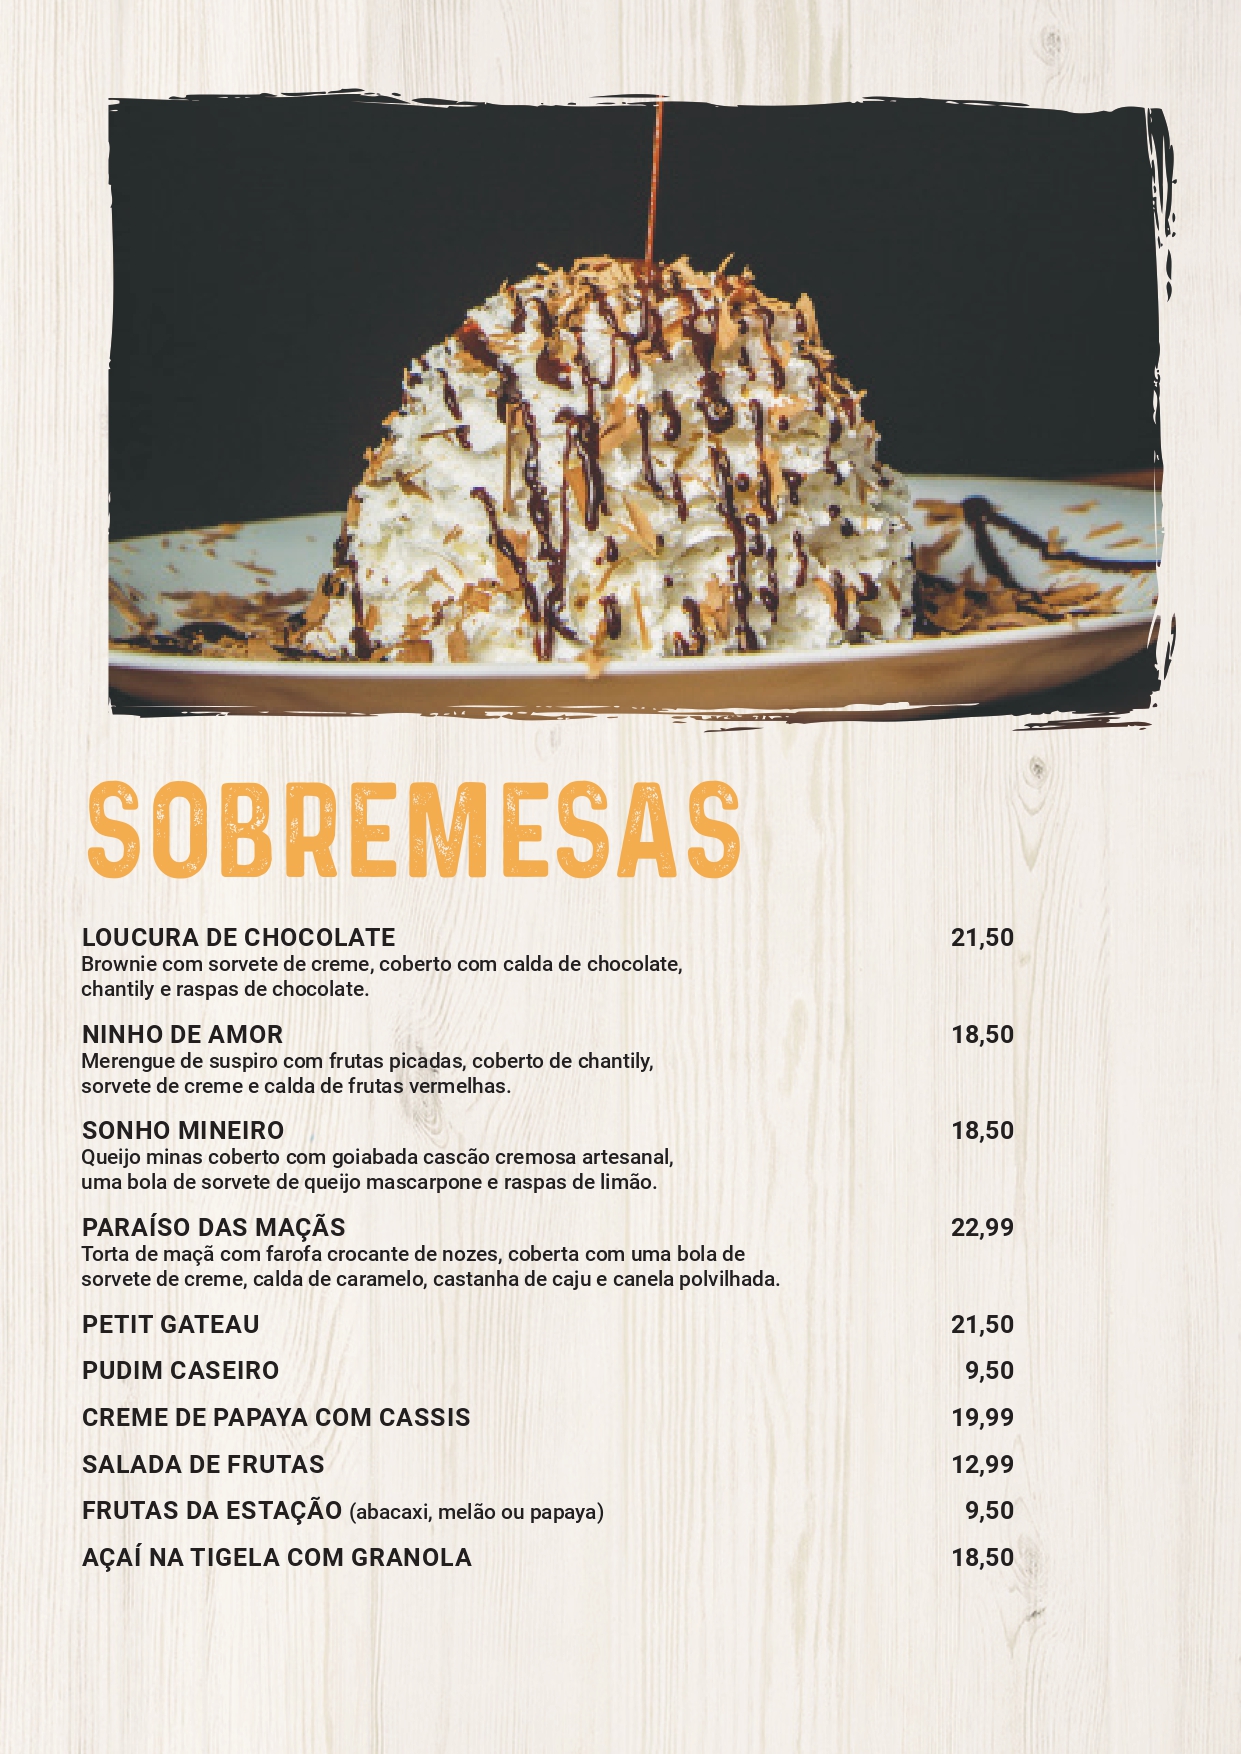 SOBREMESAS
LOUCURA DE CHOCOLATE 21,50
Brownie com sorvete de creme, coberto com calda de chocolate,
chantily e raspas de chocolate.
NINHO DE AMOR 18,50
Merengue de suspiro com frutas picadas, coberto de chantily,
sorvete de creme e calda de frutas vermelhas.
SONHO MINEIRO 18,50
Queijo minas coberto com goiabada cascão cremosa artesanal,
uma bola de sorvete de queijo mascarpone e raspas de limão.
PARAÍSO DAS MAÇÃS 22,99
Torta de maçã com farofa crocante de nozes, coberta com uma bola de
sorvete de creme, calda de caramelo, castanha de caju e canela polvilhada.
PETIT GATEAU 21,50
PUDIM CASEIRO 9,50
CREME DE PAPAYA COM CASSIS 19,99
SALADA DE FRUTAS 12,99
FRUTAS DA ESTAÇÃO (abacaxi, melão ou papaya) 9,50
AÇAÍ NA TIGELA COM GRANOLA 18,50